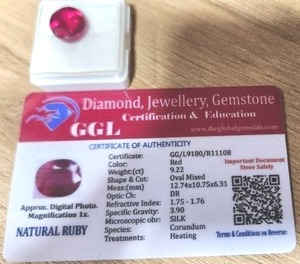 Diamond, Jewellery, Gemstone
GGL
Certification & Education
www.theglobalgemslab.com
CERTIFICATE OF AUTHENTICITY
Certificate: GG/L9180/R11108
Color: Red
Weight(ct) 9.22
Shape & Cut: Oval Mixed
Meas:(mm) 12.74x10.75x6.31
Optic Ch: DR
Refractive Index: 1.75 - 1.76
Specific Gravity: 3.90
Microscopic obr: SILK
Species: Corundum
Treatments: Heating
Important Document
Store Safely
Approx. Digital Photo.
Magnification 1x.
NATURAL RUBY
Terms & Conditions on Reverse